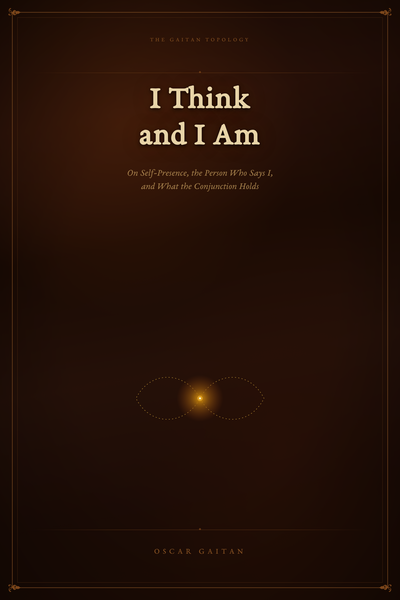 THE GAITAN TOPOLOGY
I Think
and I Am
On Self-Presence, the Person Who Says I,
and What the Conjunction Holds
OSCAR GAITAN